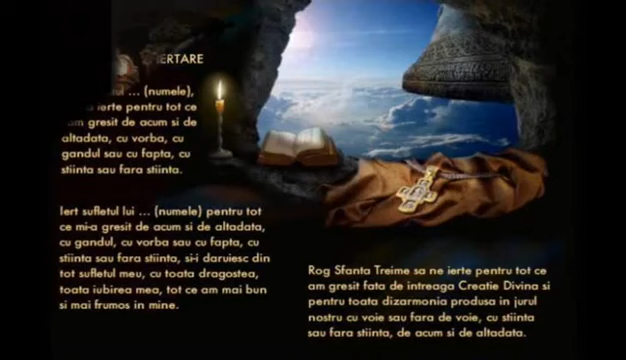 IERTARE
lui ... (numele),
ierte pentru tot ce
am gresit de acum si de
altadata, cu vorba, cu
gandul sau cu fapta, cu
stiinta sau fara stiinta.
Iert sufletul lui ... (numele) pentru tot
ce mi-a gresit de acum si de altadata,
cu gandul, cu vorba sau cu fapta, cu
stiinta sau fara stiinta, si-i daruiesc din
tot sufletul meu, cu toata dragostea,
toata iubirea mea, tot ce am mai bun
si mai frumos in mine.
Rog Sfanta Treime sa ne ierte pentru tot ce
am gresit fata de intreaga Creatie Divina si
pentru toata dizarmonia produsa in jurul
nostru cu voie sau fara de voie, cu stiinta
sau fara stiinta, de acum si de altadata.